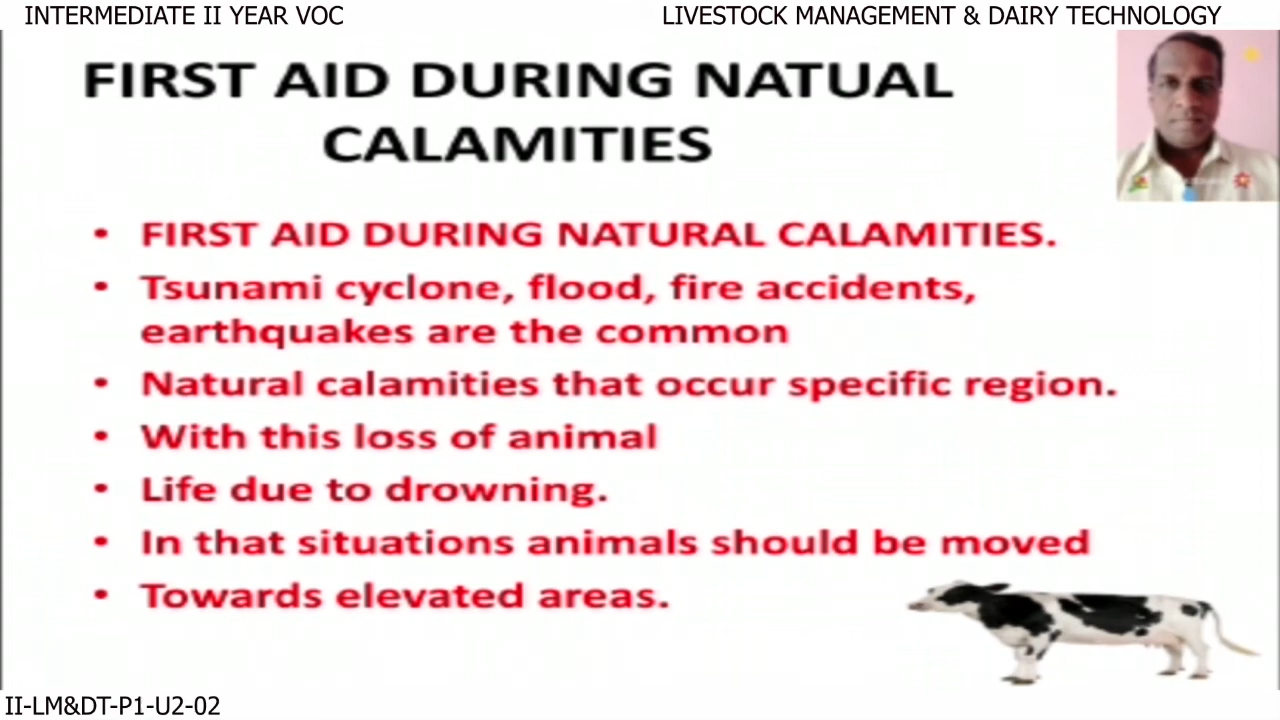 INTERMEDIATE II YEAR VOC
LIVESTOCK MANAGEMENT & DAIRY TECHNOLOGY
FIRST AID DURING NATUAL
CALAMITIES
• FIRST AID DURING NATURAL CALAMITIES.
• Tsunami cyclone, flood, fire accidents,
earthquakes are the common
• Natural calamities that occur specific region.
• With this loss of animal
• Life due to drowning.
• In that situations animals should be moved
• Towards elevated areas.
II-LM&DT-P1-U2-02